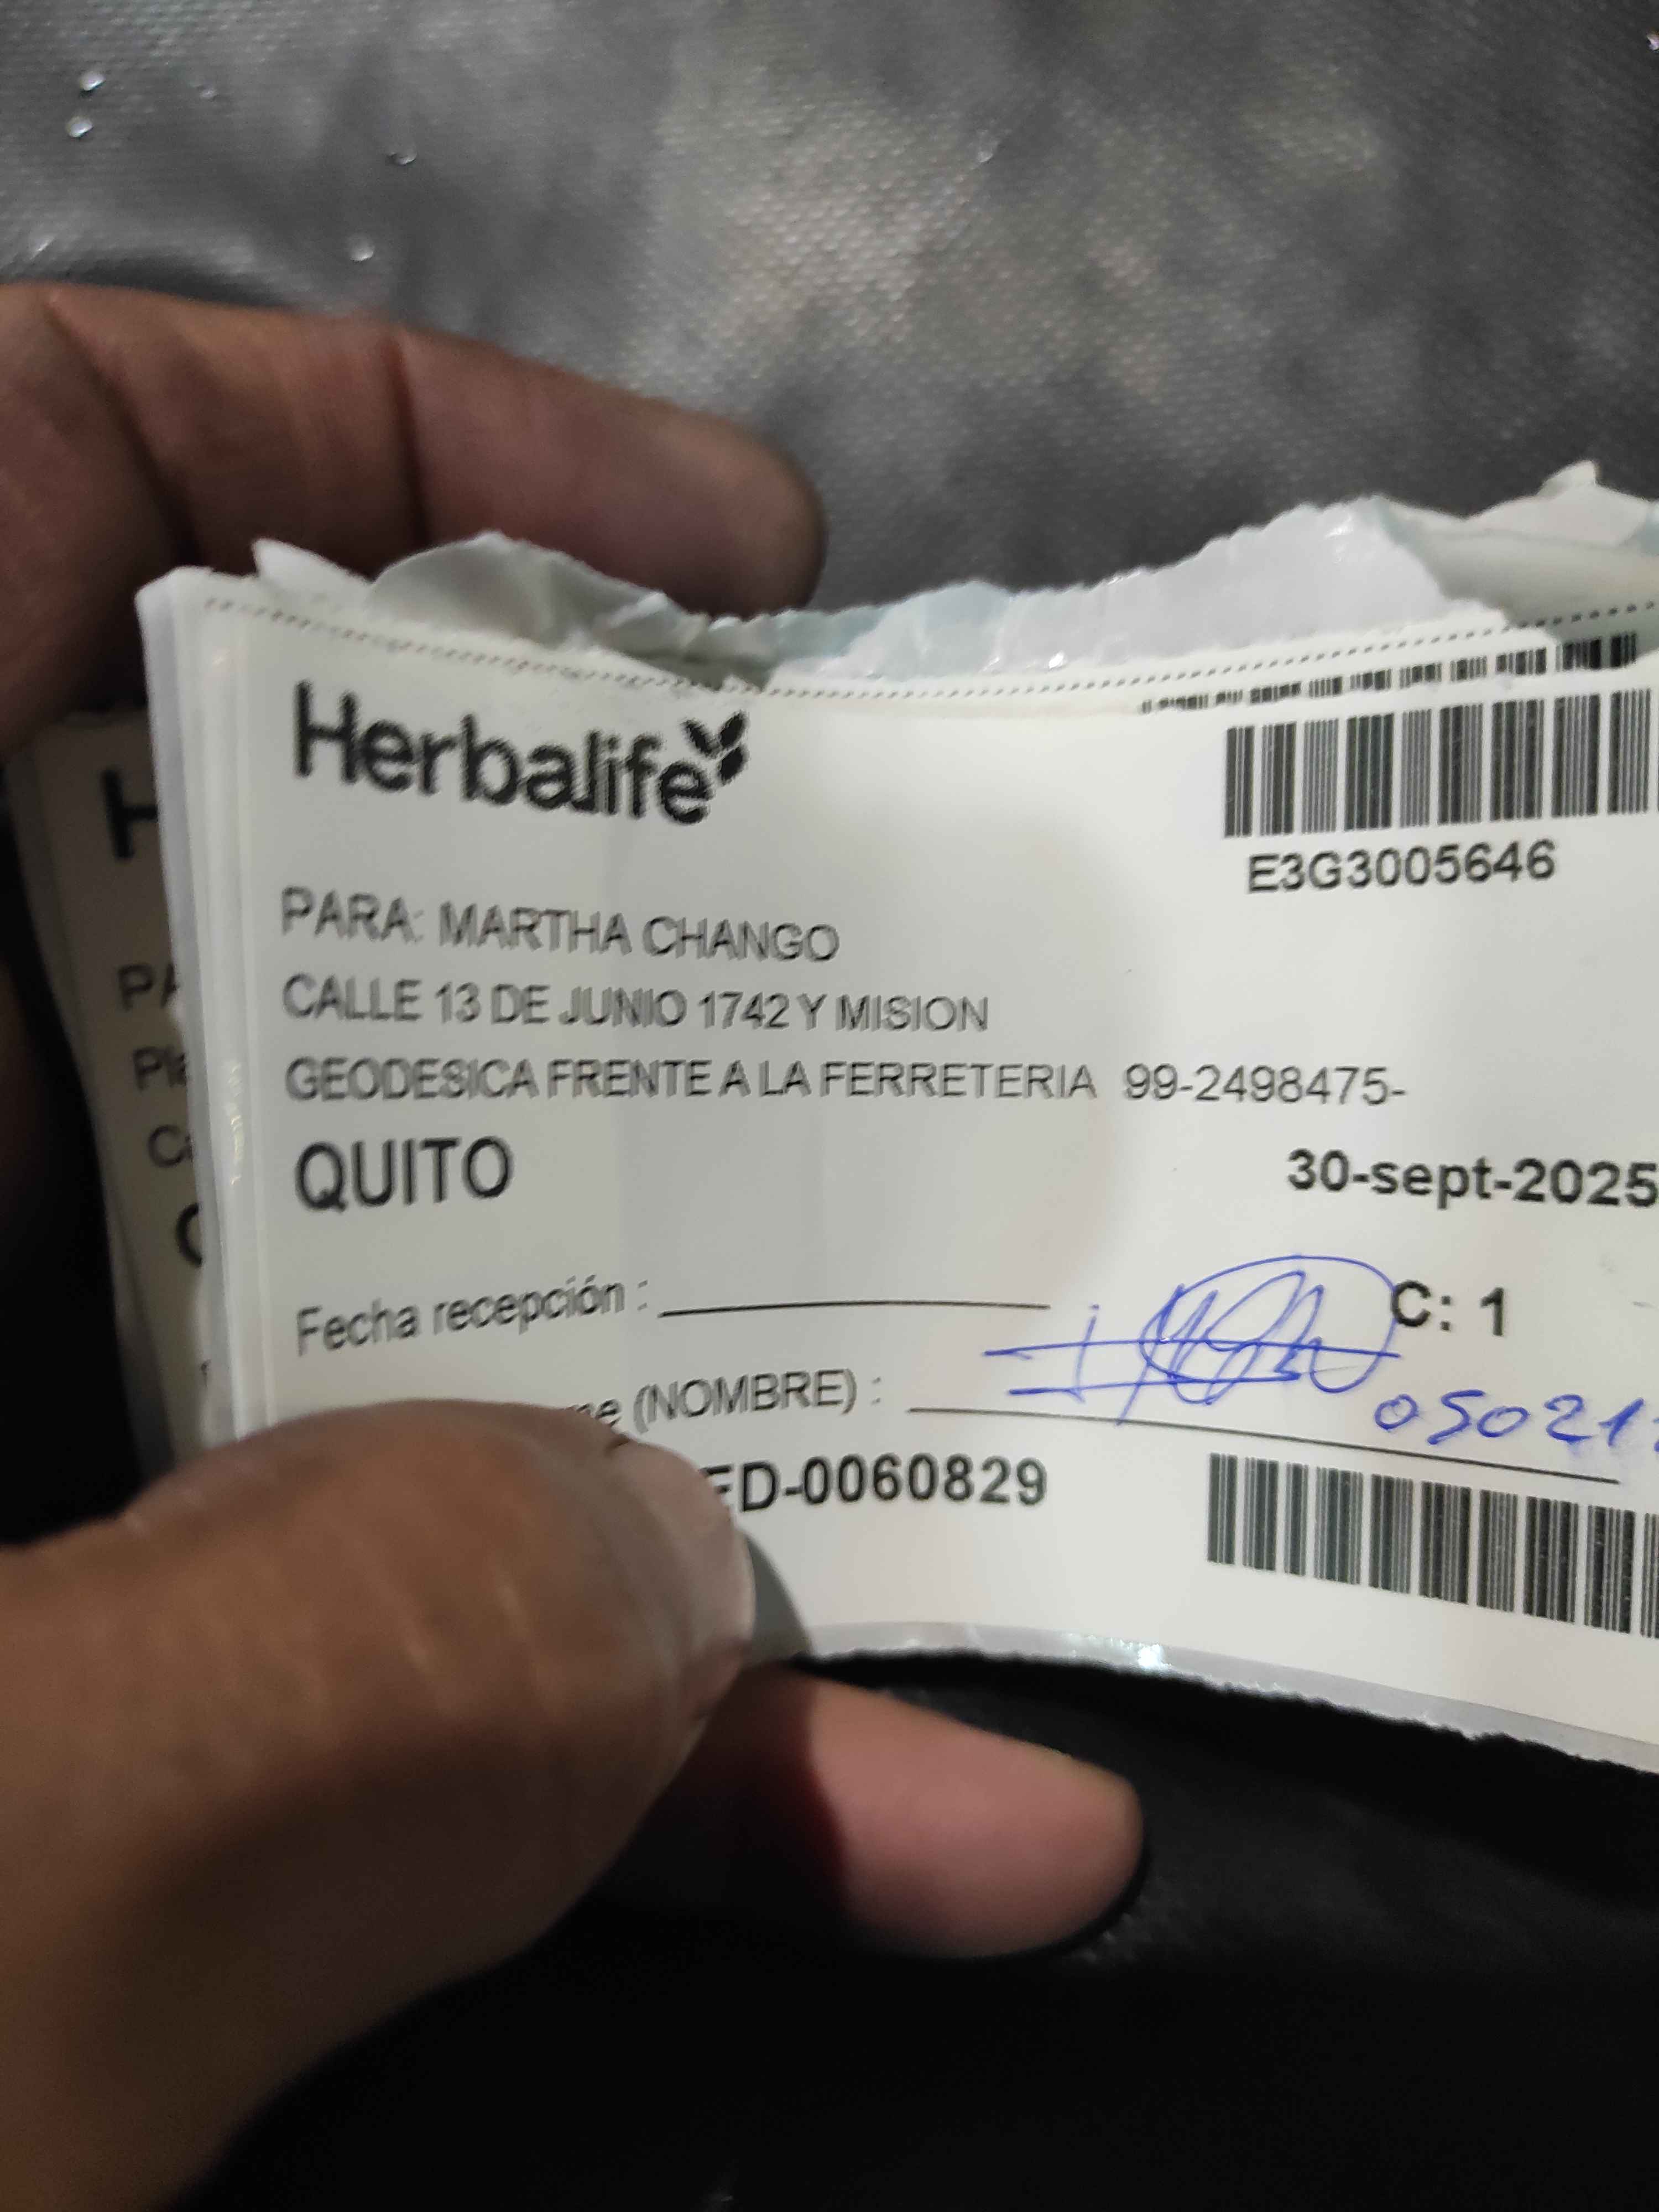 Herbalife
E3G3005646
PARA: MARTHA CHANGO
CALLE 13 DE JUNIO 1742 Y MISION
GEODESICA FRENTE A LA FERRETERIA 99-2498475-
QUITO
30-sept-2025
Fecha recepción :
C: 1
(NOMBRE) :
05021
ED-0060829